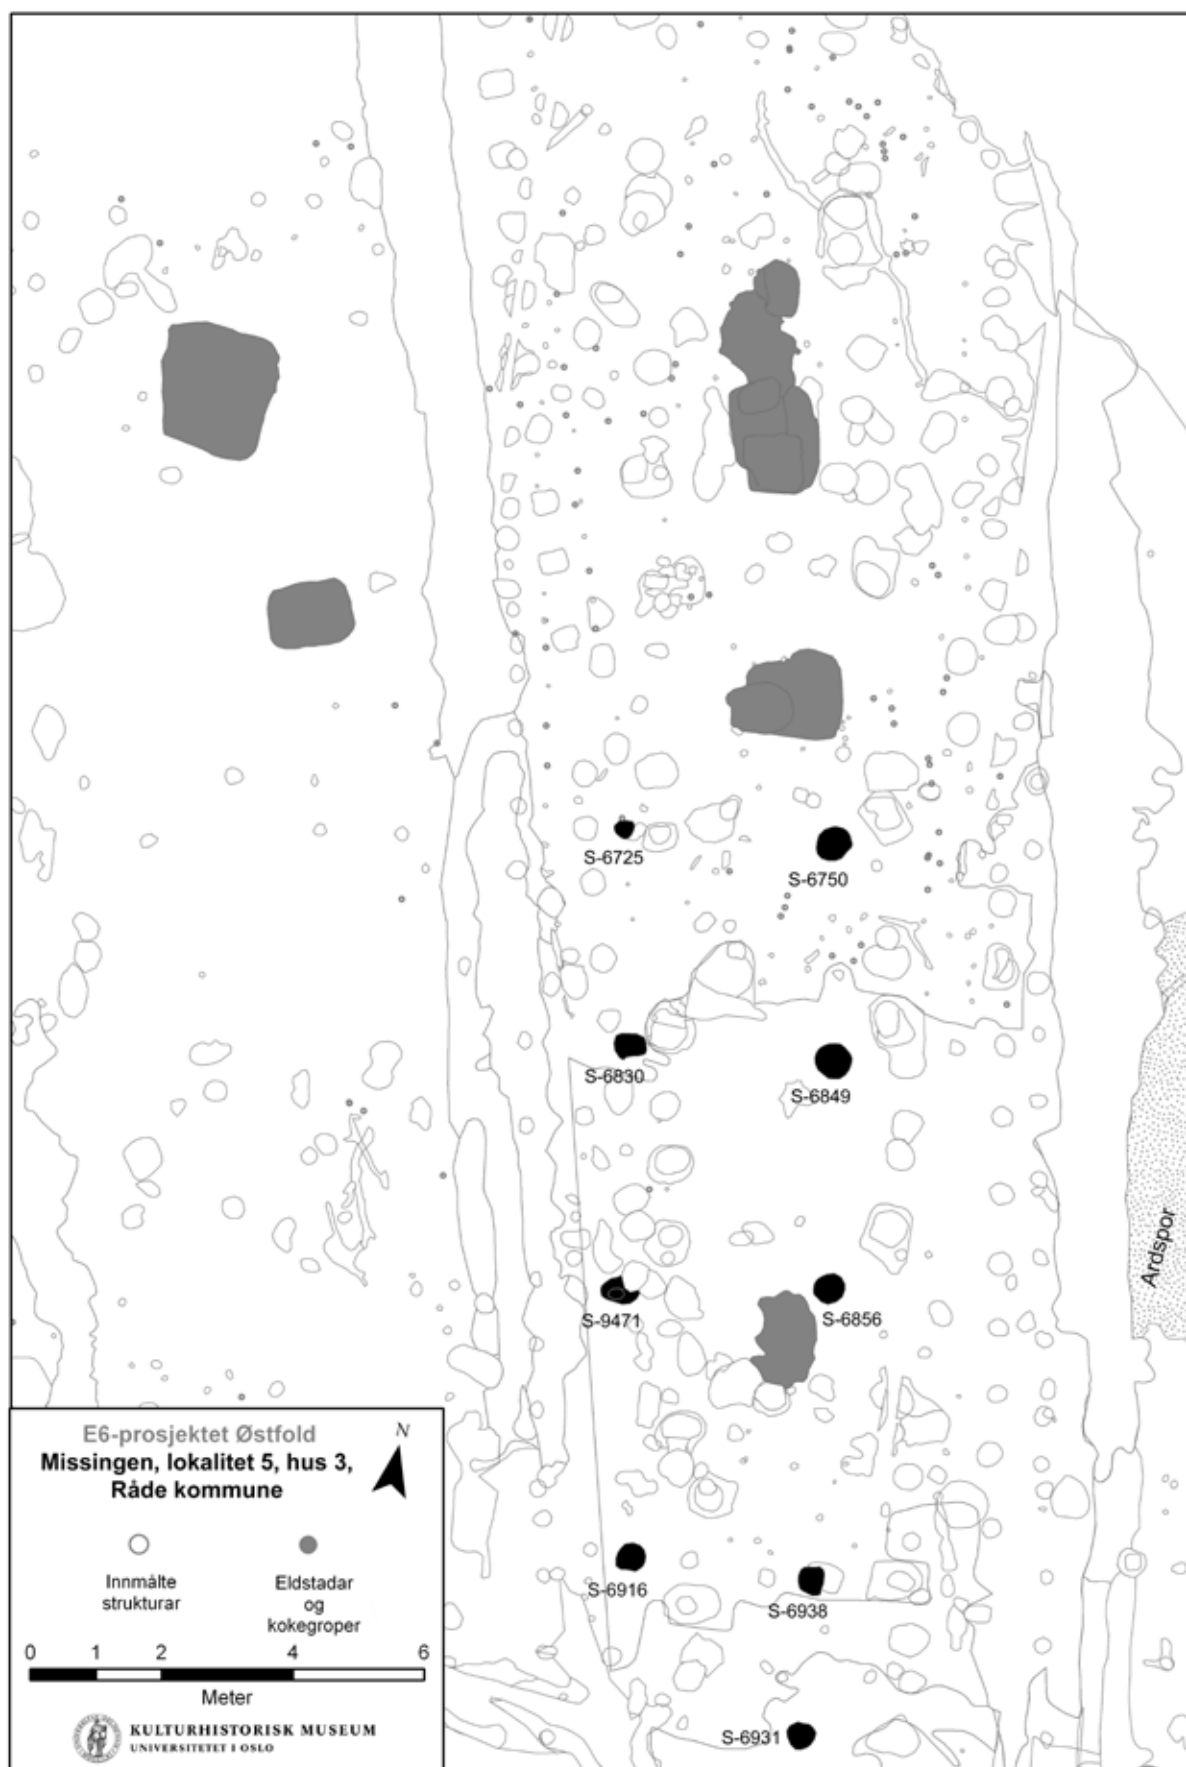 S-6725
S-6750
S-6830
S-6849
S-9471
S-6856
Ardspor
S-6916
S-6938
S-6931
E6-prosjektet Østfold
Missingen, lokalitet 5, hus 3,
Råde kommune
N
Innmålte
strukturar
Eldstadar
og
kokegroper
0 1 2 4 6
Meter
KULTURHISTORISK MUSEUM
UNIVERSITETET I OSLO